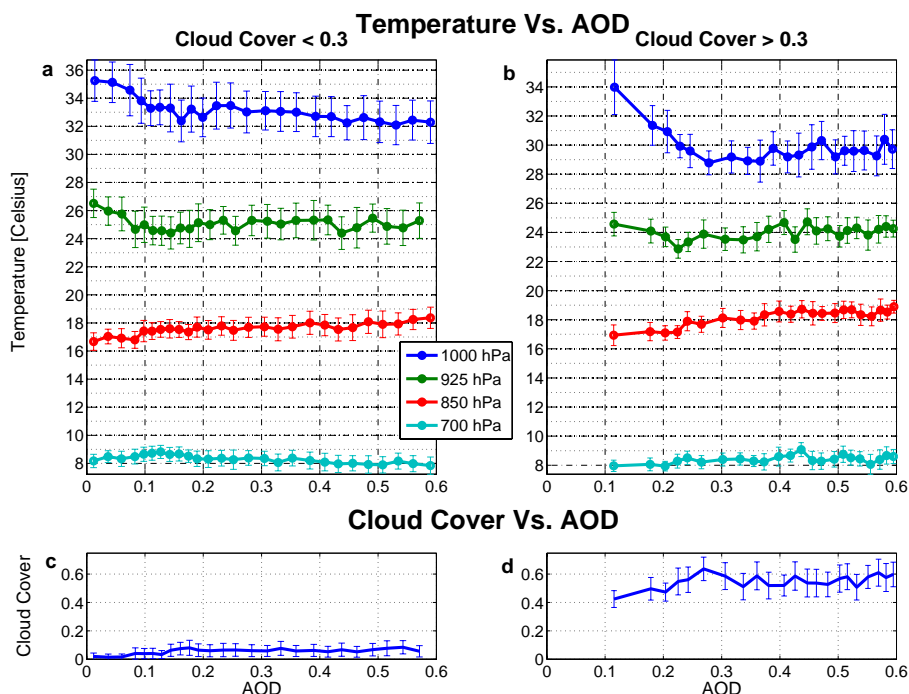 Temperature Vs. AOD
Cloud Cover < 0.3
Cloud Cover > 0.3
a
b
Temperature [Celsius]
36
34
32
30
28
26
24
22
20
18
16
14
12
10
8
0 0.1 0.2 0.3 0.4 0.5 0.6
34
32
30
28
26
24
22
20
18
16
14
12
10
8
0 0.1 0.2 0.3 0.4 0.5 0.6
1000 hPa
925 hPa
850 hPa
700 hPa
Cloud Cover Vs. AOD
c
d
Cloud Cover
0.6
0.4
0.2
0
0 0.1 0.2 0.3 0.4 0.5 0.6
AOD
0.6
0.4
0.2
0
0 0.1 0.2 0.3 0.4 0.5 0.6
AOD